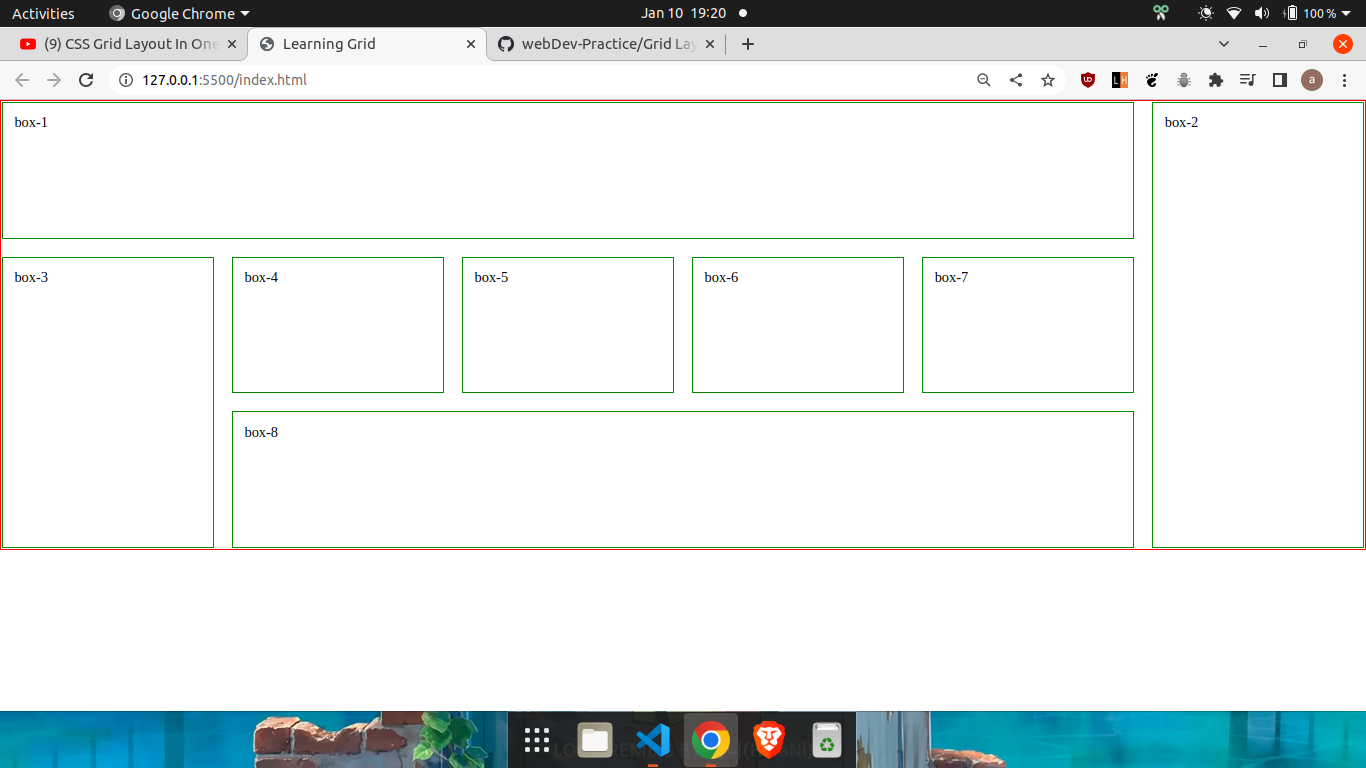 Activities
Google Chrome
Jan 10 19:20
100 %
(9) CSS Grid Layout In One
Learning Grid
webDev-Practice/Grid Lay
127.0.0.1:5500/index.html
L H
a
box-1
box-2
box-3
box-4
box-5
box-6
box-7
box-8